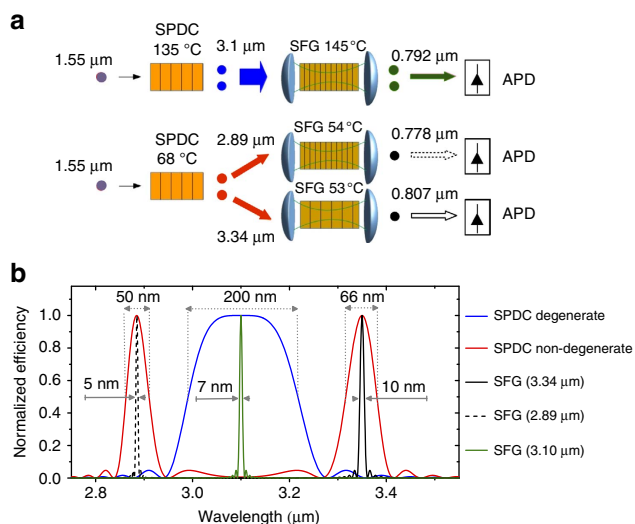 a
SPDC
135 °C
1.55 μm
3.1 μm
SFG 145 °C
0.792 μm
APD
SPDC
68 °C
1.55 μm
2.89 μm
SFG 54 °C
0.778 μm
APD
SFG 53 °C
0.807 μm
APD
3.34 μm
b
50 nm
200 nm
66 nm
1.0
0.8
0.6
0.4
0.2
0.0
Normalized efficiency
5 nm
7 nm
10 nm
2.8
3.0
3.2
3.4
Wavelength (μm)
SPDC degenerate
SPDC non-degenerate
SFG (3.34 μm)
SFG (2.89 μm)
SFG (3.10 μm)